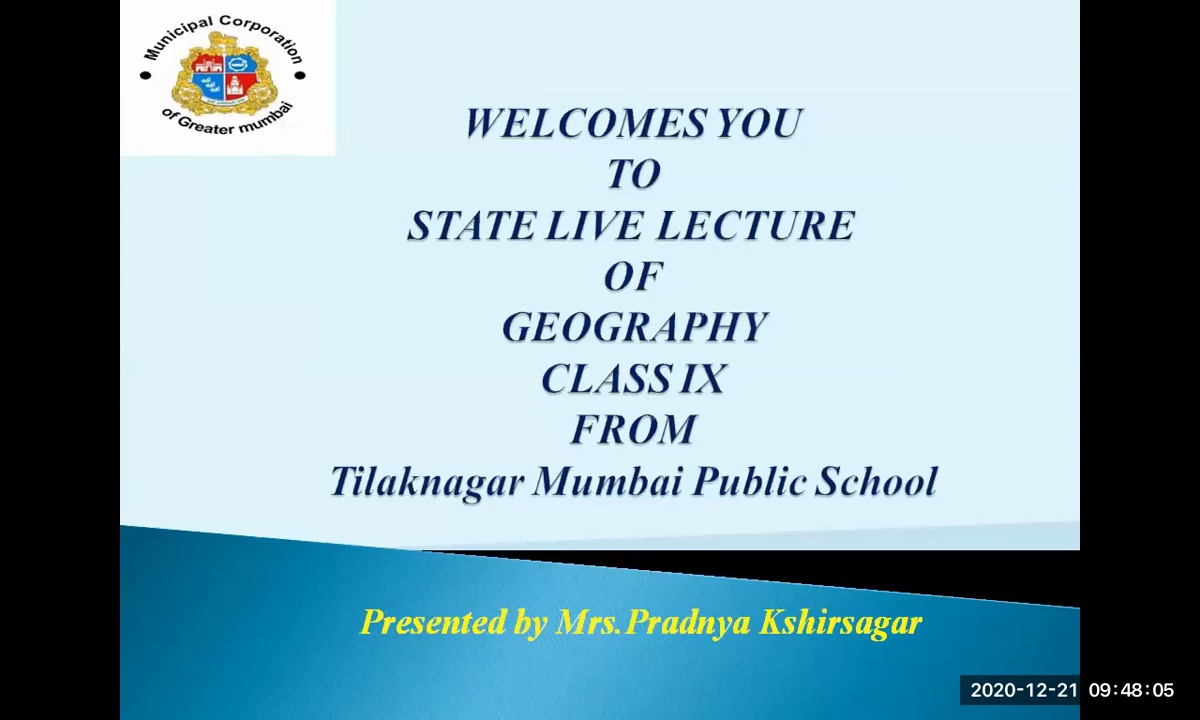 Municipal Corporation
of Greater mumbai
WELCOMES YOU
TO
STATE LIVE LECTURE
OF
GEOGRAPHY
CLASS IX
FROM
Tilaknagar Mumbai Public School
Presented by Mrs.Pradnya Kshirsagar
2020-12-21 09:48:05